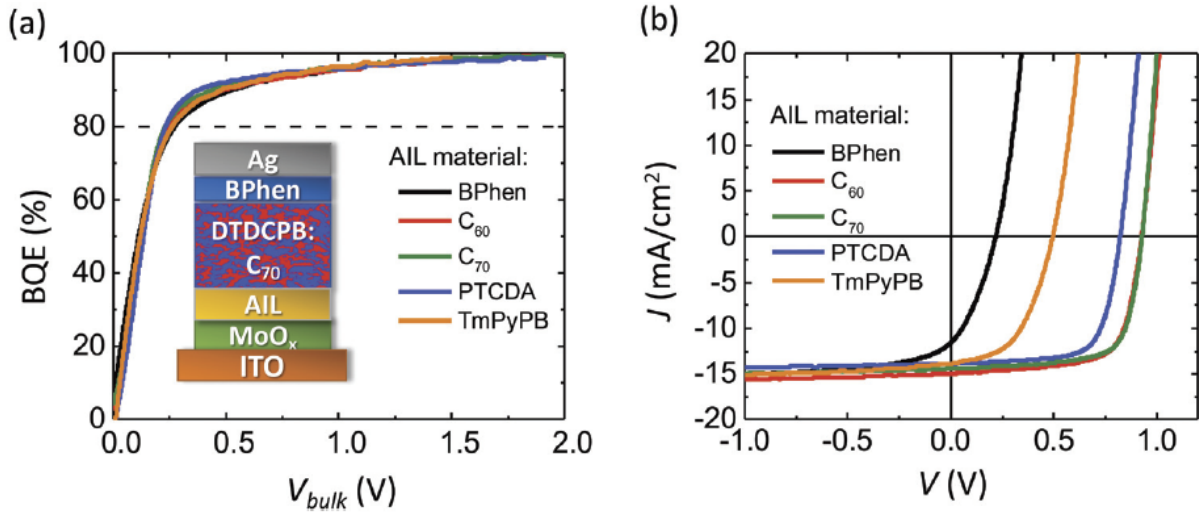 (a)
100
80
60
40
20
0
BQE (%)
0.0
0.5
1.0
1.5
2.0
V_bulk (V)
Ag
BPhen
DTDCPB:
C₇₀
AIL
MoOₓ
ITO
AIL material:
BPhen
C₆₀
C₇₀
PTCDA
TmPyPB
(b)
20
15
10
5
0
-5
-10
-15
-20
J (mA/cm²)
-1.0
-0.5
0.0
0.5
1.0
V (V)
AIL material:
BPhen
C₆₀
C₇₀
PTCDA
TmPyPB